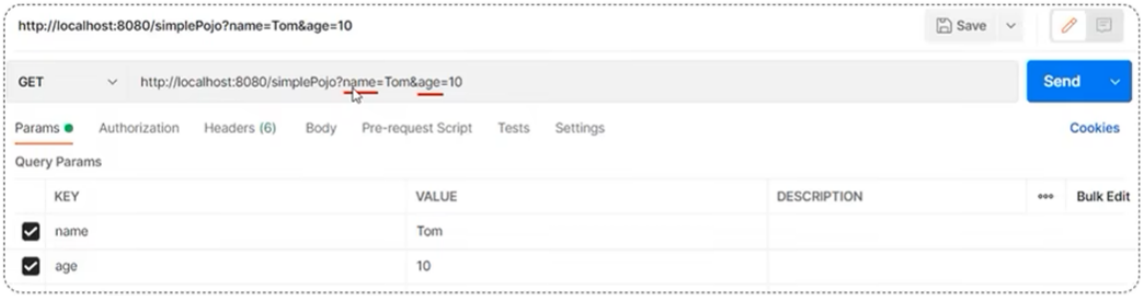 http://localhost:8080/simplePojo?name=Tom&age=10 Save
GET http://localhost:8080/simplePojo?name=Tom&age=10 Send
Params Authorization Headers (6) Body Pre-request Script Tests Settings Cookies
Query Params
KEY VALUE DESCRIPTION Bulk Edit
name Tom
age 10